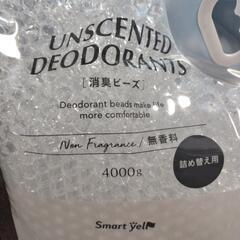 UNSCENTED
DEODORANTS
[消臭ビーズ]
Deodorant beads make life
more comfortable
Non Fragrance / 無香料
4000g
詰め替え用
Smart yell